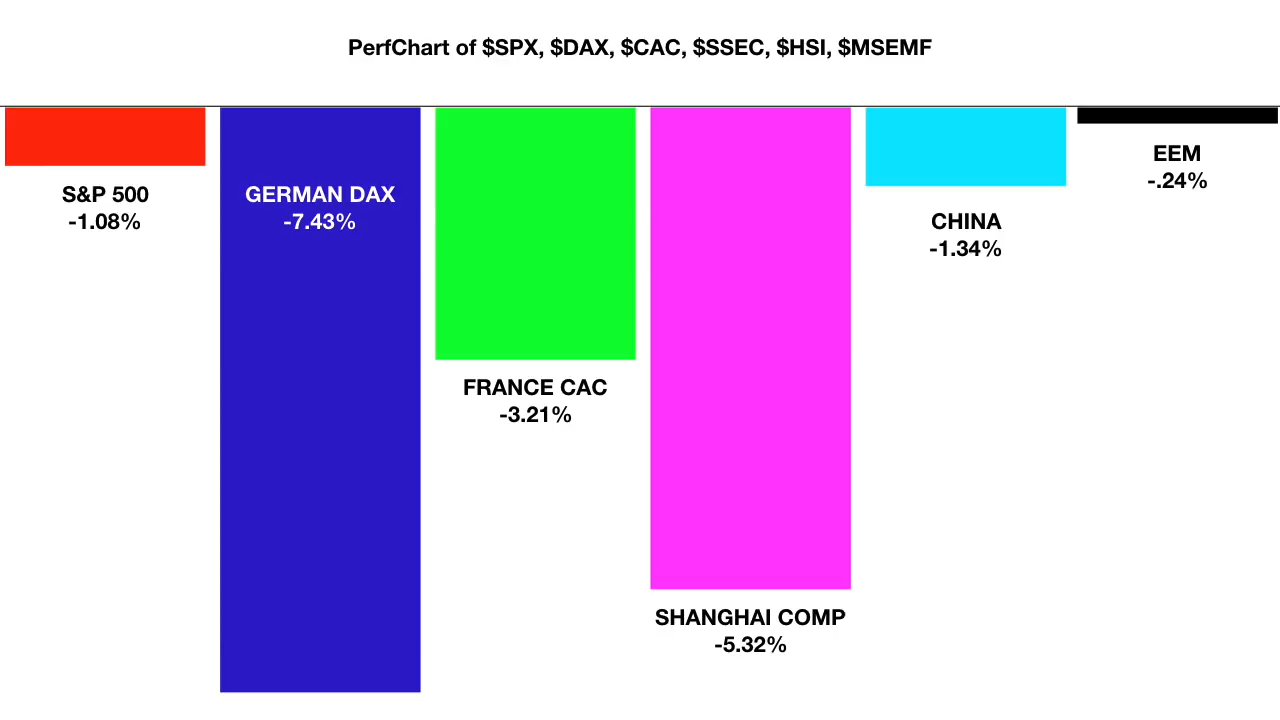 PerfChart of $SPX, $DAX, $CAC, $SSEC, $HSI, $MSEMF
S&P 500
-1.08%
GERMAN DAX
-7.43%
FRANCE CAC
-3.21%
SHANGHAI COMP
-5.32%
CHINA
-1.34%
EEM
-.24%